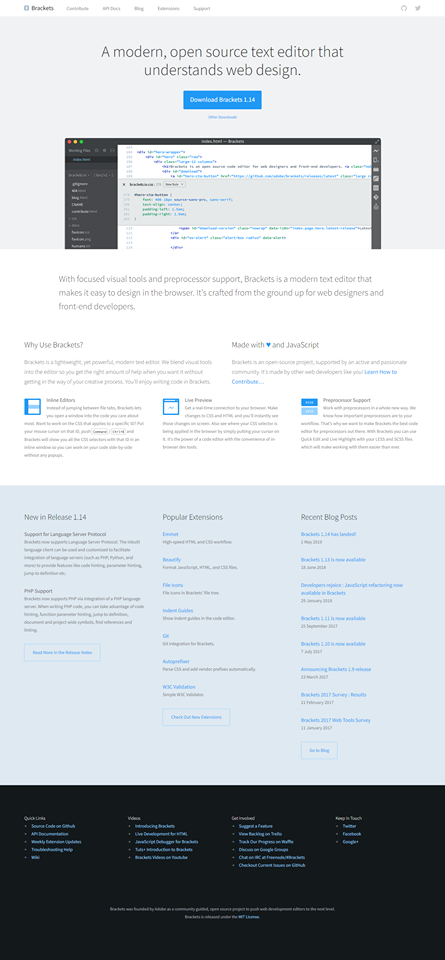 Brackets
Contribute
API Docs
Blog
Extensions
Support
A modern, open source text editor that
understands web design.
Download Brackets 1.14
Other Downloads
index.html — Brackets
Working Files
index.html
.gitignore
404.html
blog.html
CNAME
contribute.html
css
docs
favicon.ico
favicon.png
humans.txt
With focused visual tools and preprocessor support, Brackets is a modern text editor that
makes it easy to design in the browser. It's crafted from the ground up for web designers and
front-end developers.
Why Use Brackets?
Brackets is a lightweight, yet powerful, modern text editor. We blend visual
tools into the editor so you get the right amount of help when you want it without
getting in the way of your creative process. You'll enjoy writing code in Brackets.
Made with ♥ and JavaScript
Brackets is an open-source project, supported by an active and passionate
community. It's made by other web developers like you! Learn How to
Contribute...
Inline Editors
Instead of jumping between file tabs, Brackets lets
you open a window into the code you care about
most. Want to work on the CSS that applies to a specific ID? Put
your mouse cursor on that ID, push Command / Ctrl+E and
Brackets will show you all the CSS selectors with that ID in an
inline window so you can work on your code side-by-side
without any popups.
Live Preview
Get a real-time connection to your browser. Make
changes to CSS and HTML and you'll instantly see
those changes on screen. Also see where your CSS selector is
being applied in the browser by simply putting your cursor on
it. It's the power of a code editor with the convenience of in-
browser dev tools.
Preprocessor Support
Work with preprocessors in a whole new way. We
know how important preprocessors are to your
workflow. That's why we want to make Brackets the best code
editor for preprocessors out there. With Brackets you can use
Quick Edit and Live Highlight with your LESS and SCSS files
which will make working with them easier than ever.
New in Release 1.14
Support for Language Server Protocol
Brackets now supports Language Server Protocol. The inbuilt
language client can be used and customised to facilitate
integration of language servers (such as PHP, Python, and
more) to provide features like code hinting, parameter hinting,
jump to definition etc.
PHP Support
Brackets now supports PHP via integration of a PHP language
server. When writing PHP code, you can take advantage of code
hinting, function parameter hinting, jump to definition,
document and project-wide symbols, find references and
linting.
Read More in the Release Notes
Popular Extensions
Emmet
High-speed HTML and CSS workflow.
Beautify
Format JavaScript, HTML, and CSS files.
File Icons
File icons in Brackets' file tree.
Indent Guides
Show indent guides in the code editor.
Git
Git integration for Brackets.
Autoprefixer
Parse CSS and add vendor prefixes automatically.
W3C Validation
Simple W3C Validator.
Check Out New Extensions
Recent Blog Posts
Brackets 1.14 has landed!
Brackets 1.13 is now available
18 June 2018
Developers rejoice : JavaScript refactoring now
available in Brackets
Brackets 1.11 is now available
25 September 2017
Brackets 1.10 is now available
7 July 2017
Announcing Brackets 1.9 release
23 March 2017
Brackets 2017 Survey : Results
21 February 2017
Brackets 2017 Web Tools Survey
11 January 2017
Go to Blog
Quick Links
Source Code on Github
API Documentation
Weekly Extension Updates
Troubleshooting Help
Wiki
Videos
Introducing Brackets
Live Development for HTML
JavaScript Debugger for Brackets
Tuts+ Introduction to Brackets
Brackets Videos on Youtube
Get Involved
Suggest a Feature
View Backlog on Trello
Track Our Progress on Waffle
Discuss on Google Groups
Chat on IRC at Freenode/#Brackets
Checkout Current Issues on Github
Keep in Touch
Twitter
Facebook
Google+
Brackets was founded by Adobe as a community guided, open source project to push web development editors to the next level.
Brackets is released under the MIT License.